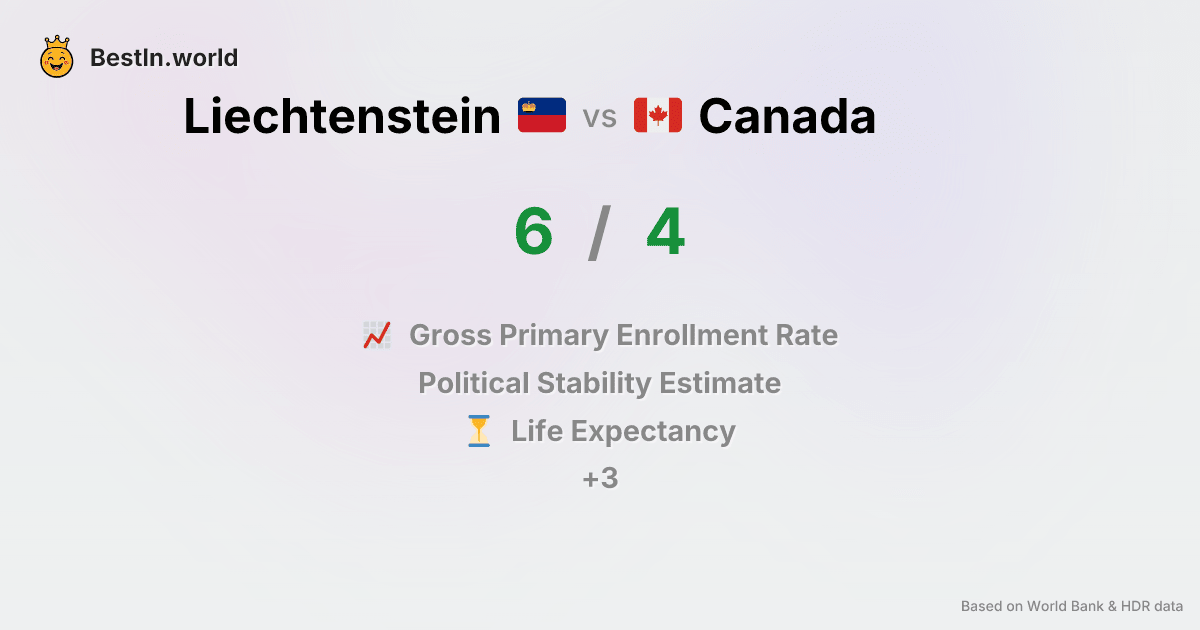 BestIn.world
Liechtenstein vs Canada
6 / 4
Gross Primary Enrollment Rate
Political Stability Estimate
Life Expectancy
+3
Based on World Bank & HDR data